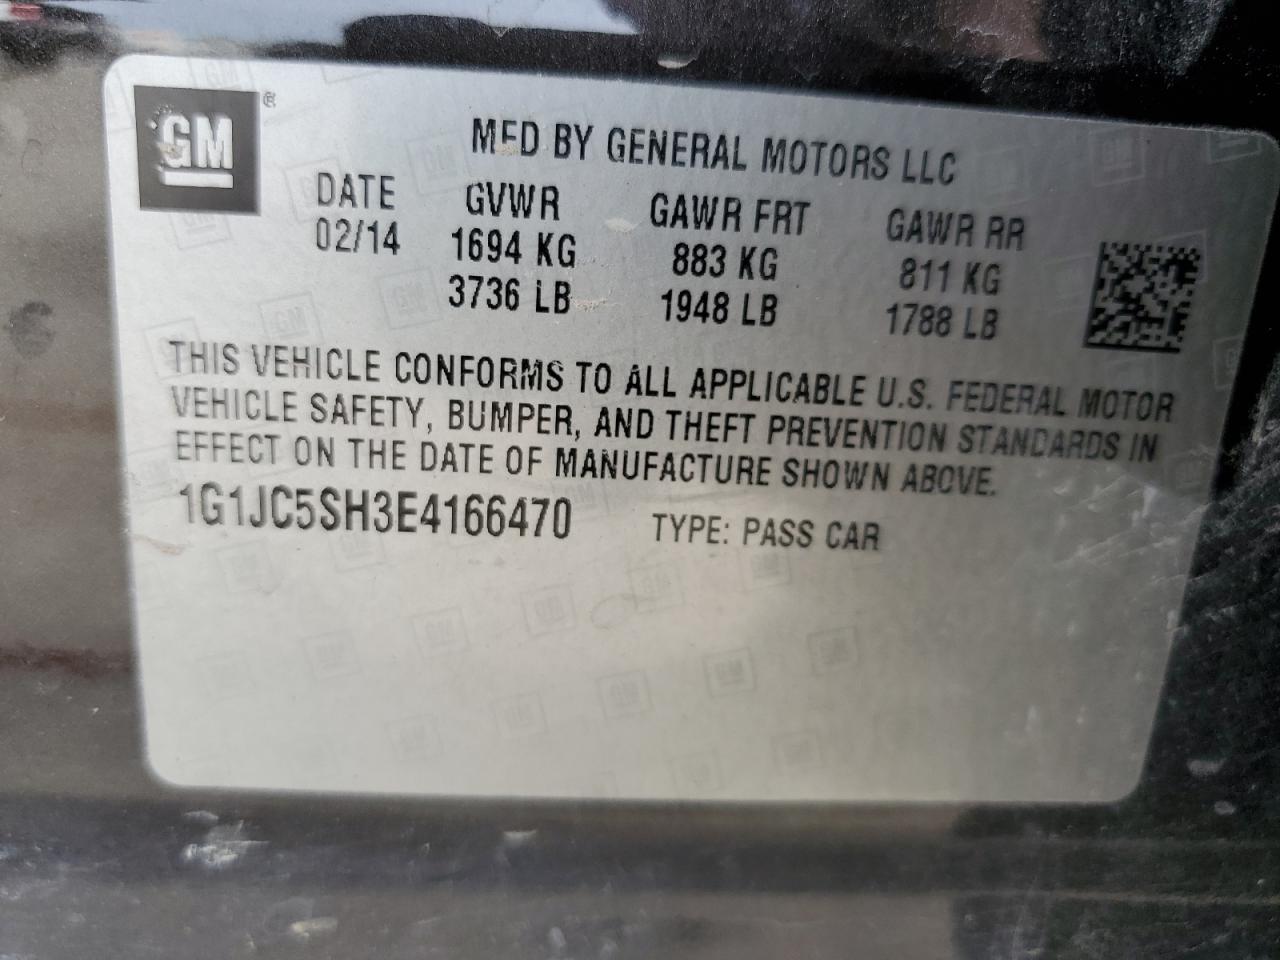 GM ®
MFD BY GENERAL MOTORS LLC
DATE GVWR GAWR FRT GAWR RR
02/14 1694 KG 883 KG 811 KG
3736 LB 1948 LB 1788 LB
THIS VEHICLE CONFORMS TO ALL APPLICABLE U.S. FEDERAL MOTOR
VEHICLE SAFETY, BUMPER, AND THEFT PREVENTION STANDARDS IN
EFFECT ON THE DATE OF MANUFACTURE SHOWN ABOVE.
1G1JC5SH3E4166470 TYPE: PASS CAR